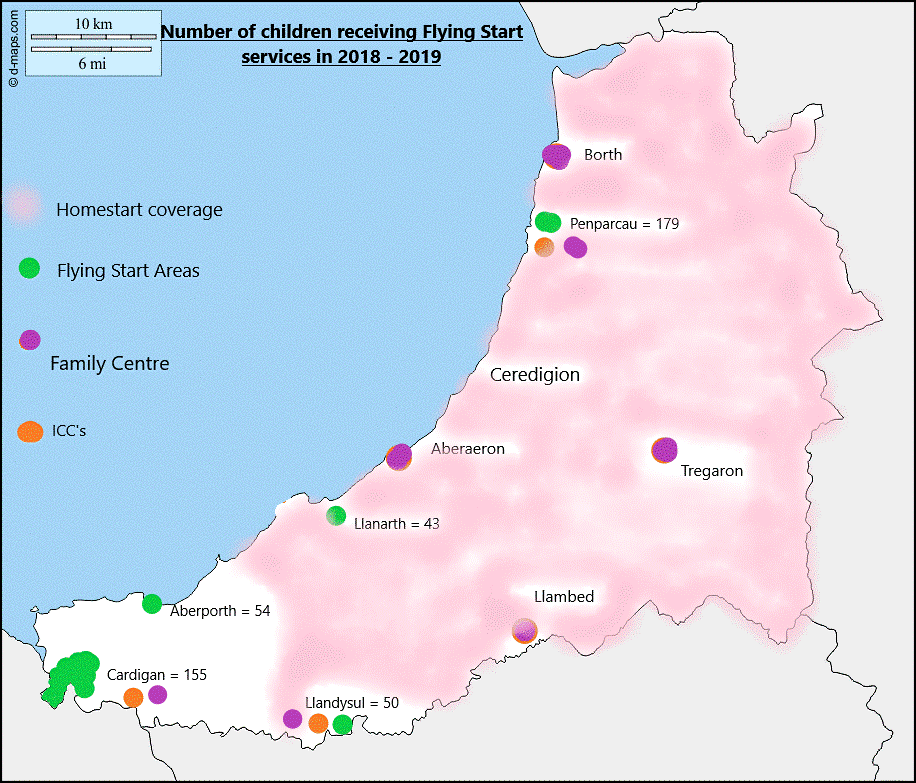 10 km
6 mi
© d-maps.com
Number of children receiving Flying Start
services in 2018 - 2019
Borth
Homestart coverage
Penparcau = 179
Flying Start Areas
Family Centre
Ceredigion
ICC's
Aberaeron
Tregaron
Llanarth = 43
Llambed
Aberporth = 54
Cardigan = 155
Llandysul = 50